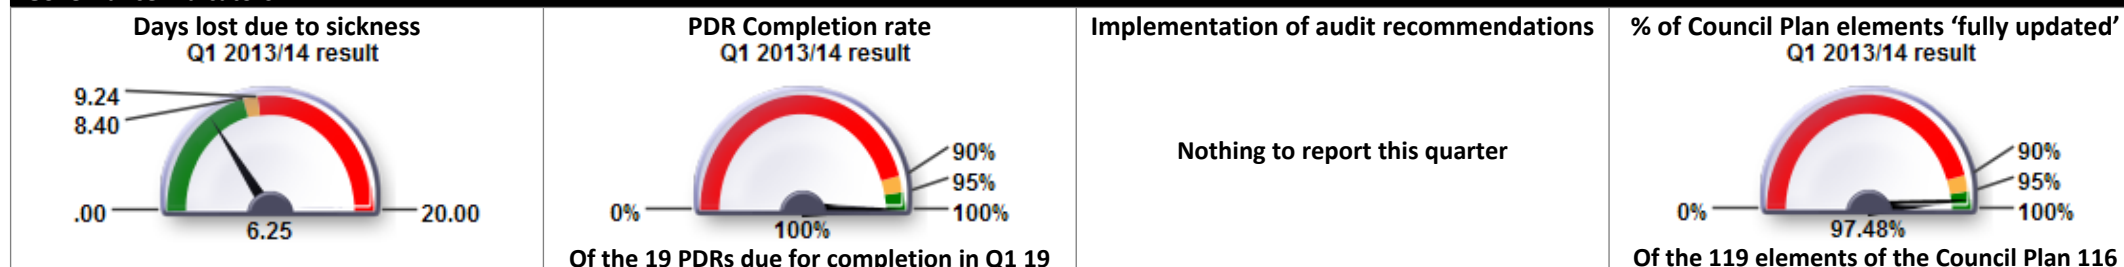 Days lost due to sickness
Q1 2013/14 result
9.24
8.40
.00
20.00
6.25
PDR Completion rate
Q1 2013/14 result
90%
95%
0%
100%
100%
Of the 19 PDRs due for completion in Q1 19
Implementation of audit recommendations
Nothing to report this quarter
% of Council Plan elements ‘fully updated’
Q1 2013/14 result
90%
95%
0%
100%
97.48%
Of the 119 elements of the Council Plan 116